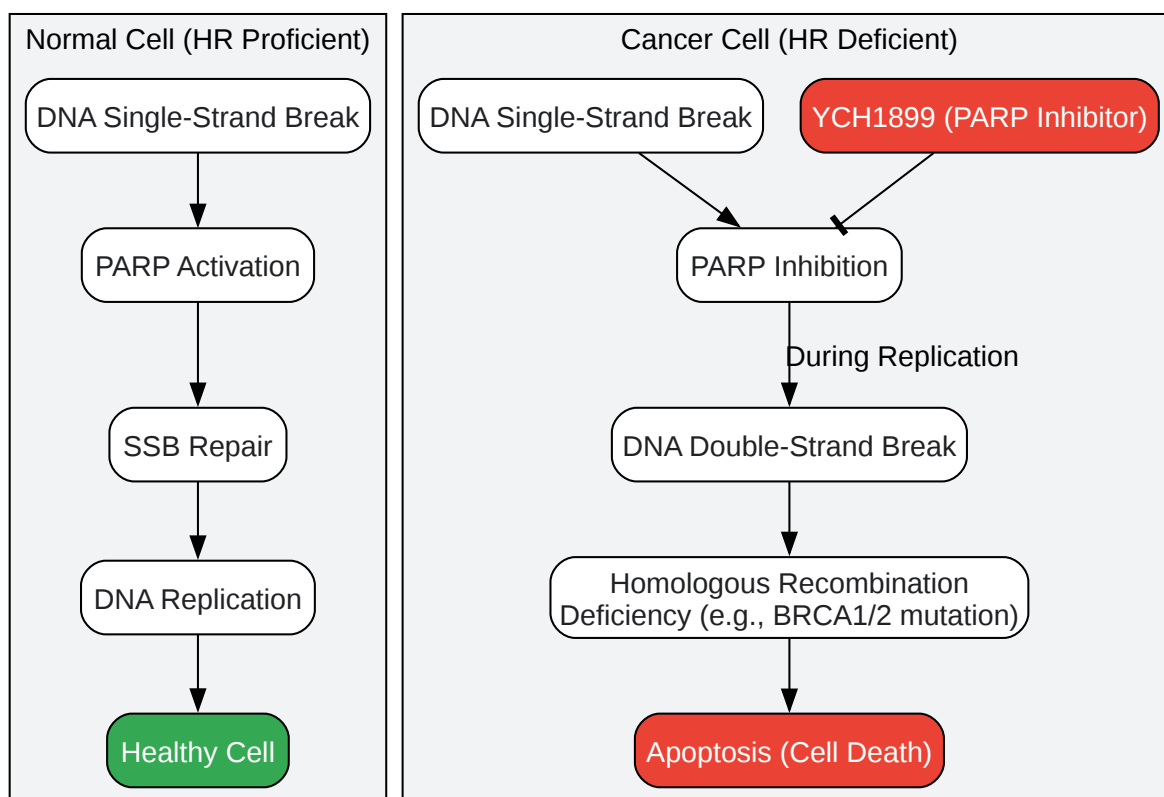 Normal Cell (HR Proficient)
DNA Single-Strand Break
PARP Activation
SSB Repair
DNA Replication
Healthy Cell
Cancer Cell (HR Deficient)
DNA Single-Strand Break
YCH1899 (PARP Inhibitor)
PARP Inhibition
During Replication
DNA Double-Strand Break
Homologous Recombination
Deficiency (e.g., BRCA1/2 mutation)
Apoptosis (Cell Death)